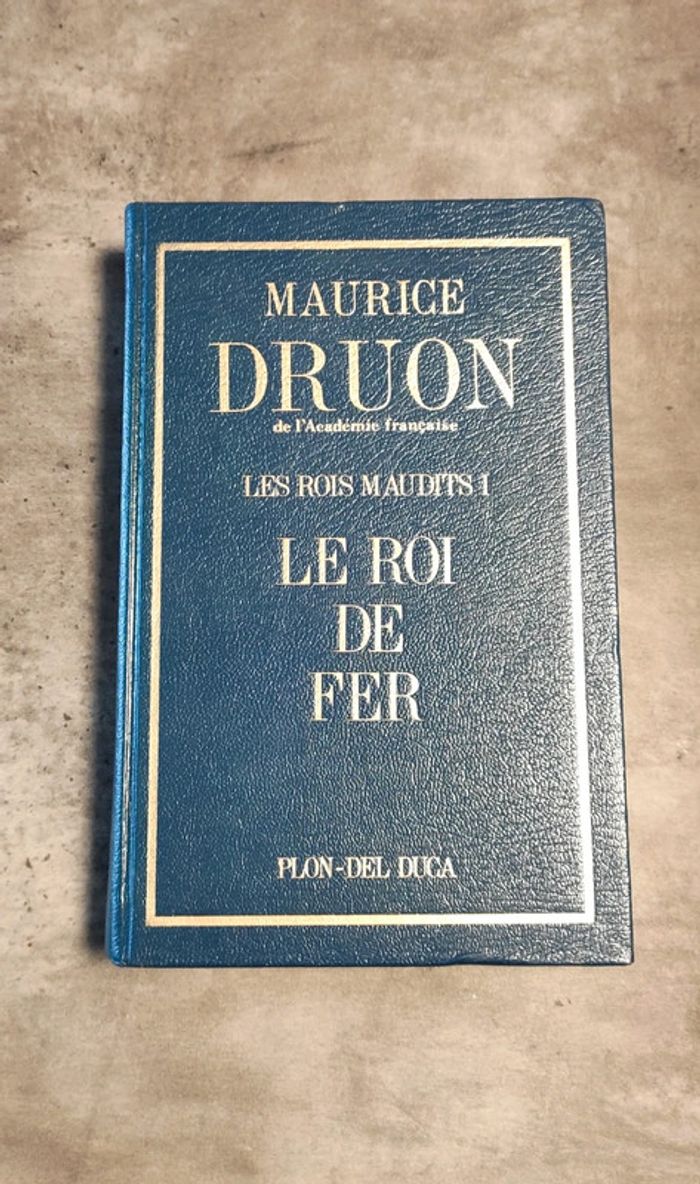 MAURICE
DRUON
de l'Académie française
LES ROIS MAUDITS 1
LE ROI
DE
FER
PLON-DEL DUCA